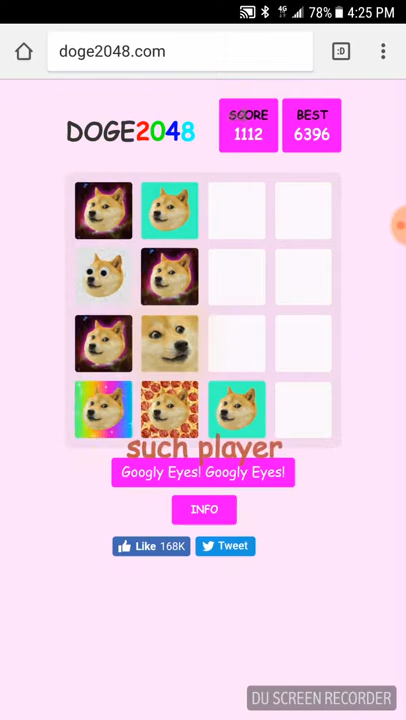 4G
78% 4:25 PM
doge2048.com
:D
DOGE2048
SCORE
1112
BEST
6396
such player
Googly Eyes! Googly Eyes!
INFO
Like 168K
Tweet
DU SCREEN RECORDER